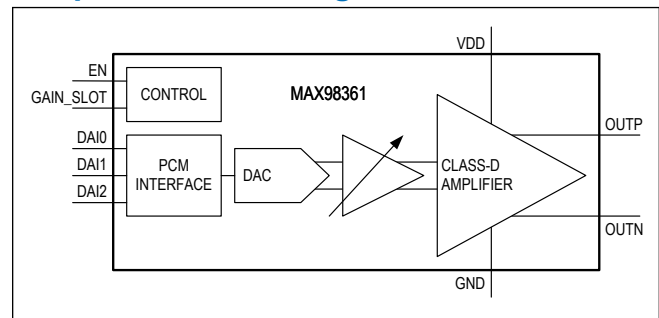 VDD
EN
GAIN_SLOT
CONTROL
MAX98361
OUTP
DAI0
DAI1
DAI2
PCM
INTERFACE
DAC
CLASS-D
AMPLIFIER
OUTN
GND